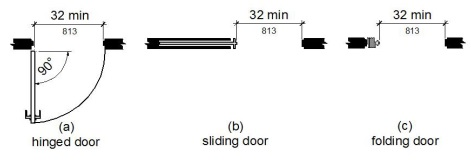 32 min
813
32 min
813
32 min
813
90°
(a)
hinged door
(b)
sliding door
(c)
folding door